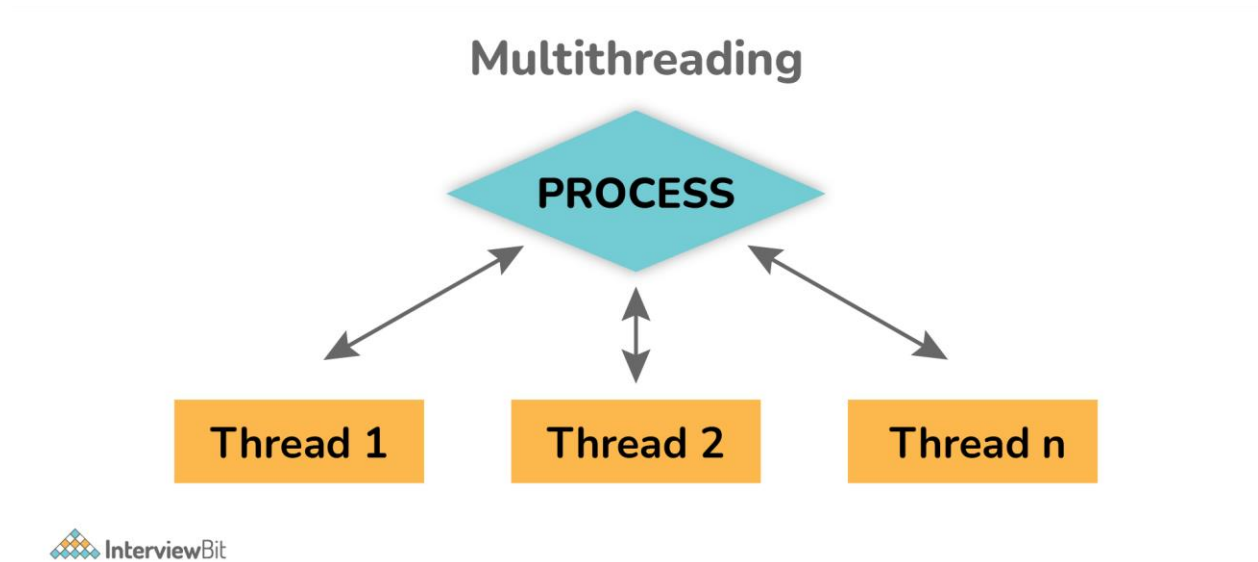 Multithreading
PROCESS
Thread 1
Thread 2
Thread n
InterviewBit